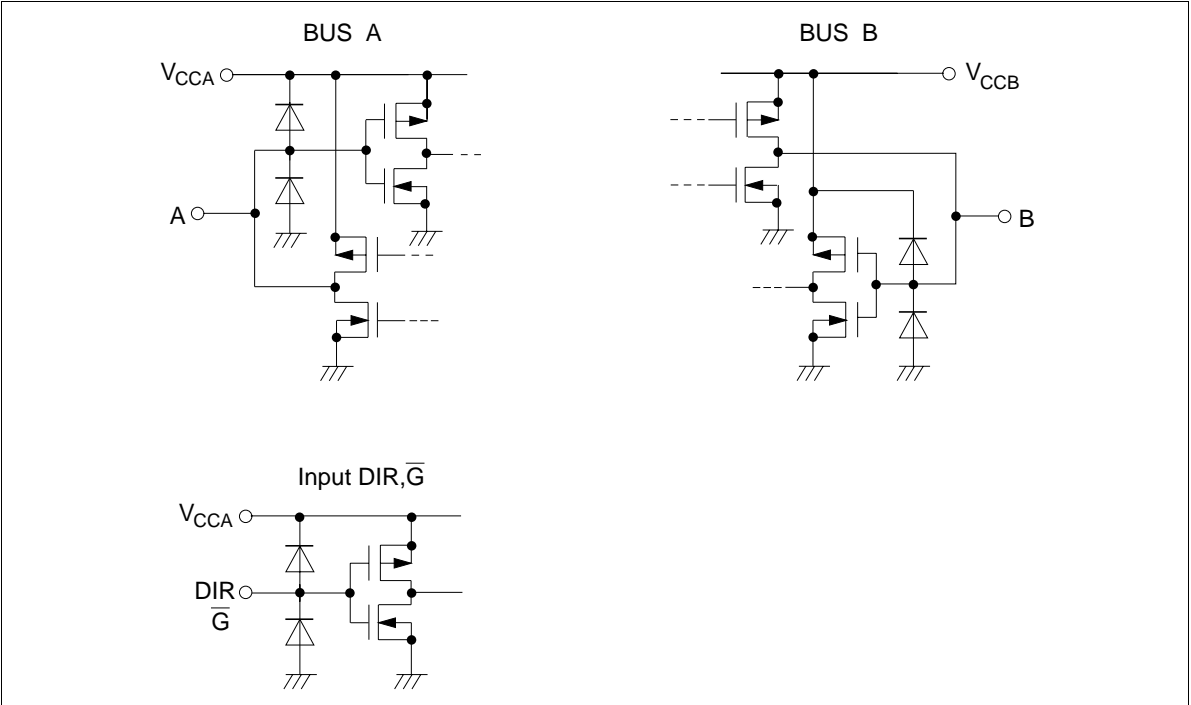 BUS A
BUS B
VCCA
VCCB
A
B
Input DIR,G̅
VCCA
DIR
G̅